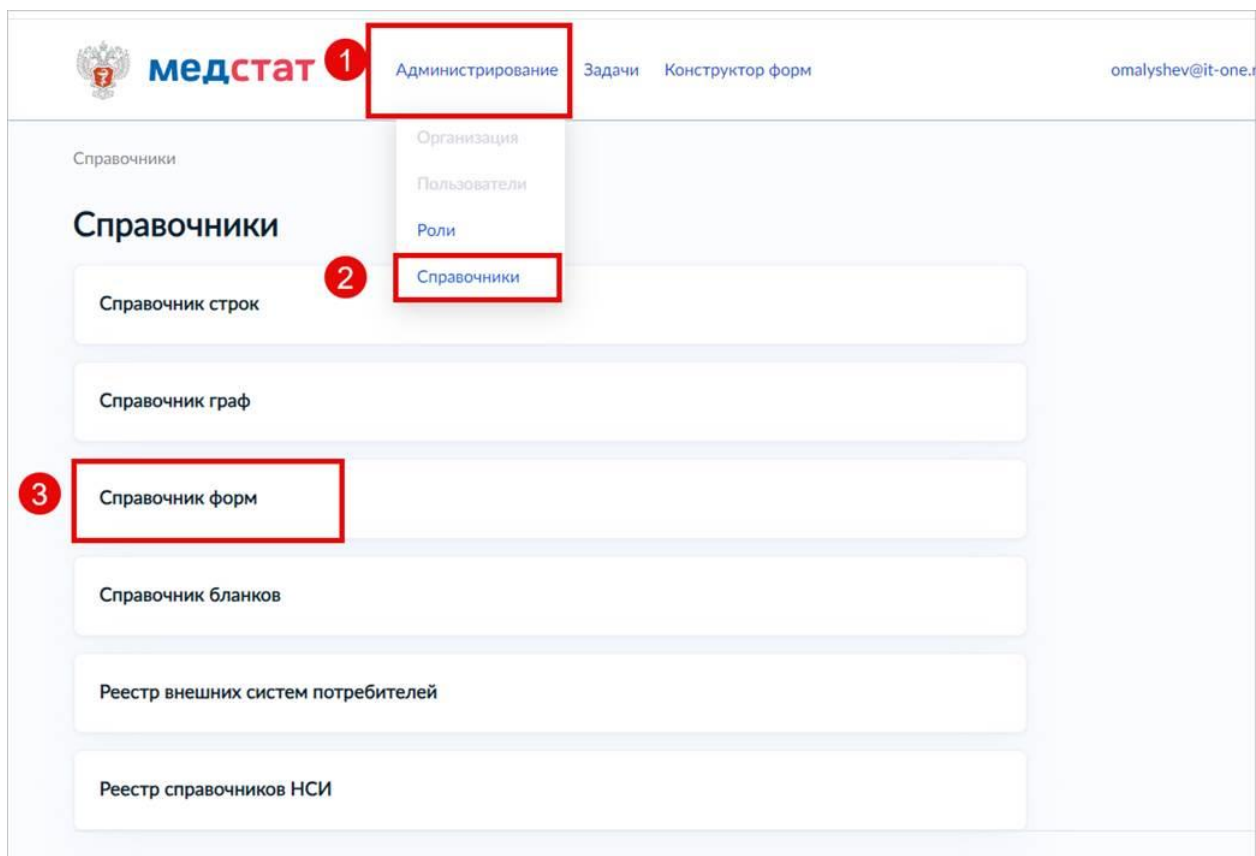 медстат 1 Администрирование Задачи Конструктор форм omalyshev@it-one.r
Организация
Справочники
Пользователи
Справочники
Роли
2 Справочники
Справочник строк
Справочник граф
3 Справочник форм
Справочник бланков
Реестр внешних систем потребителей
Реестр справочников НСИ